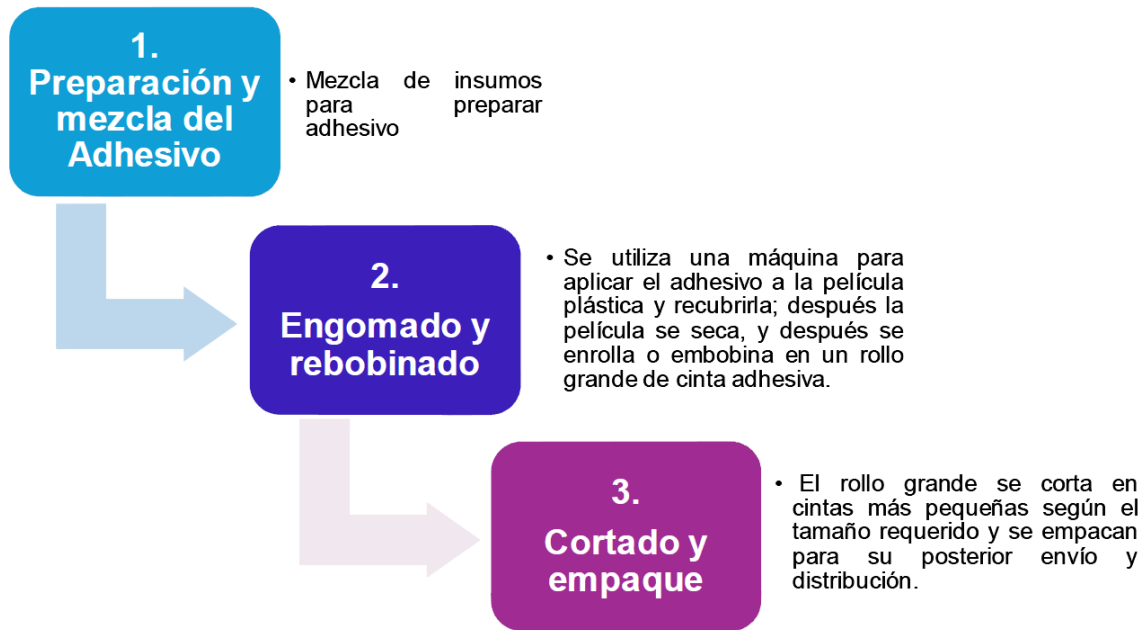 1.
Preparación y
mezcla del
Adhesivo
• Mezcla de insumos
para preparar
adhesivo
2.
Engomado y
rebobinado
• Se utiliza una máquina para
aplicar el adhesivo a la película
plástica y recubrirla; después la
película se seca, y después se
enrolla o embobina en un rollo
grande de cinta adhesiva.
3.
Cortado y
empaque
• El rollo grande se corta en
cintas más pequeñas según el
tamaño requerido y se empacan
para su posterior envío y
distribución.